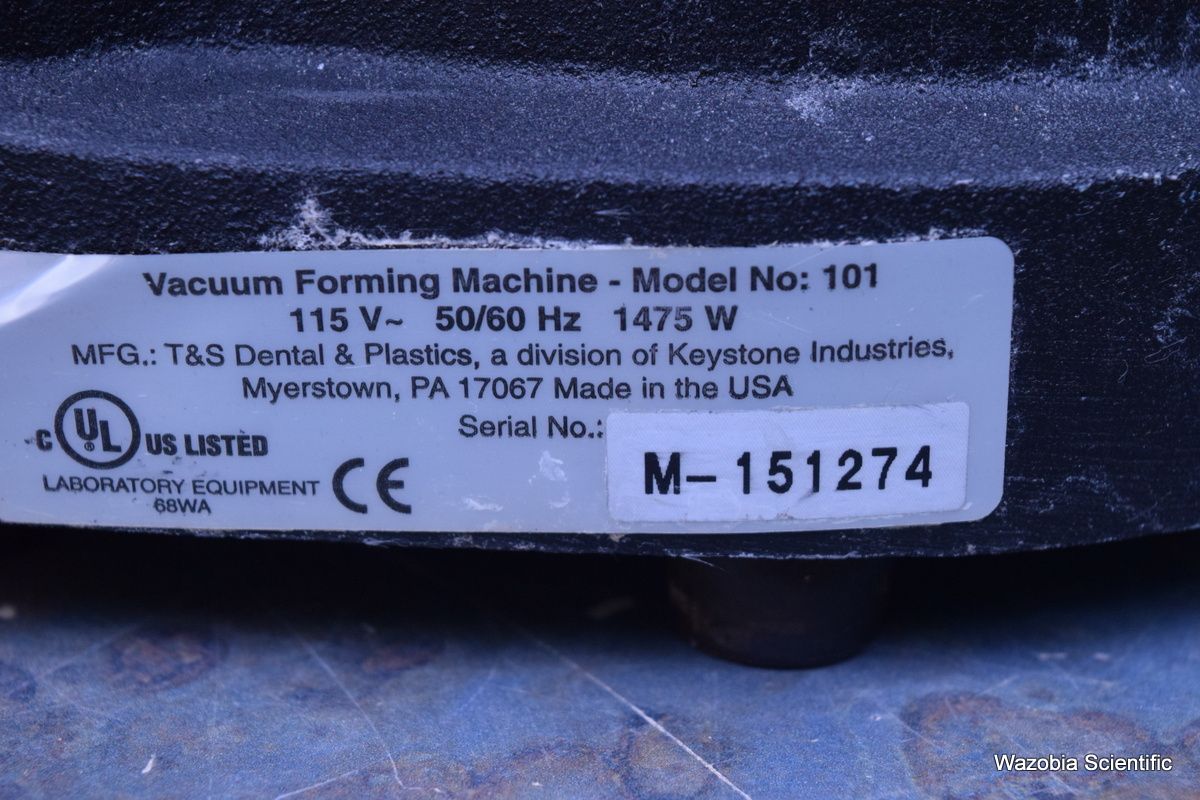 Vacuum Forming Machine - Model No: 101
115 V~ 50/60 Hz 1475 W
MFG.: T&S Dental & Plastics, a division of Keystone Industries,
Myerstown, PA 17067 Made in the USA
Serial No.: M-151274
C UL ® US LISTED
LABORATORY EQUIPMENT
68WA
CE
Wazobia Scientific